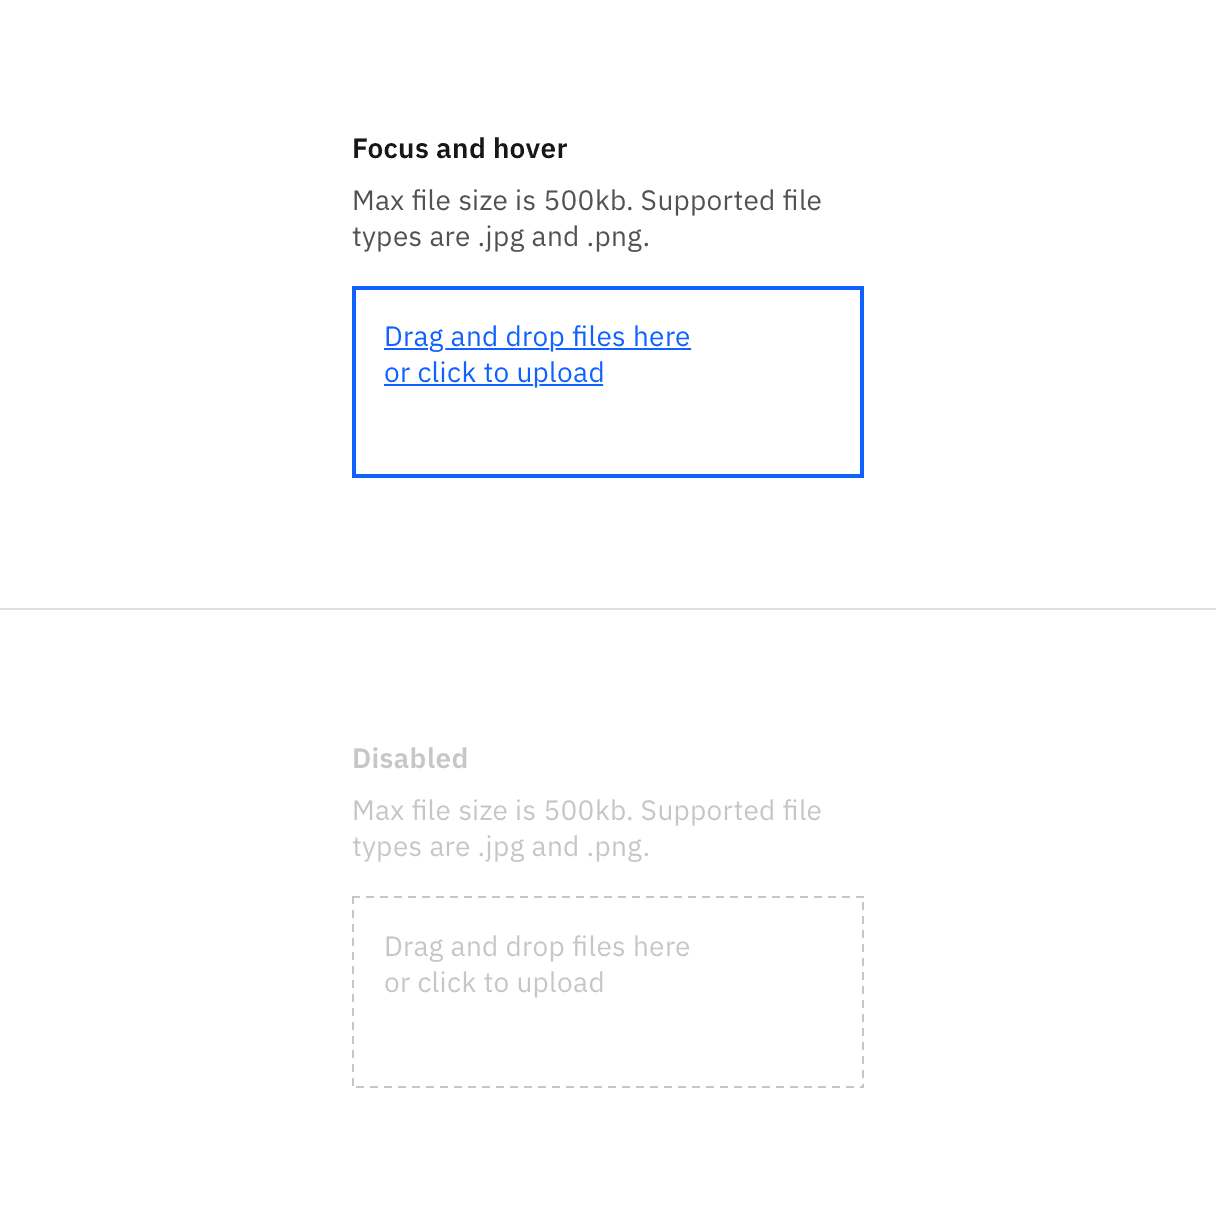 Focus and hover
Max file size is 500kb. Supported file
types are .jpg and .png.
Drag and drop files here
or click to upload
Disabled
Max file size is 500kb. Supported file
types are .jpg and .png.
Drag and drop files here
or click to upload